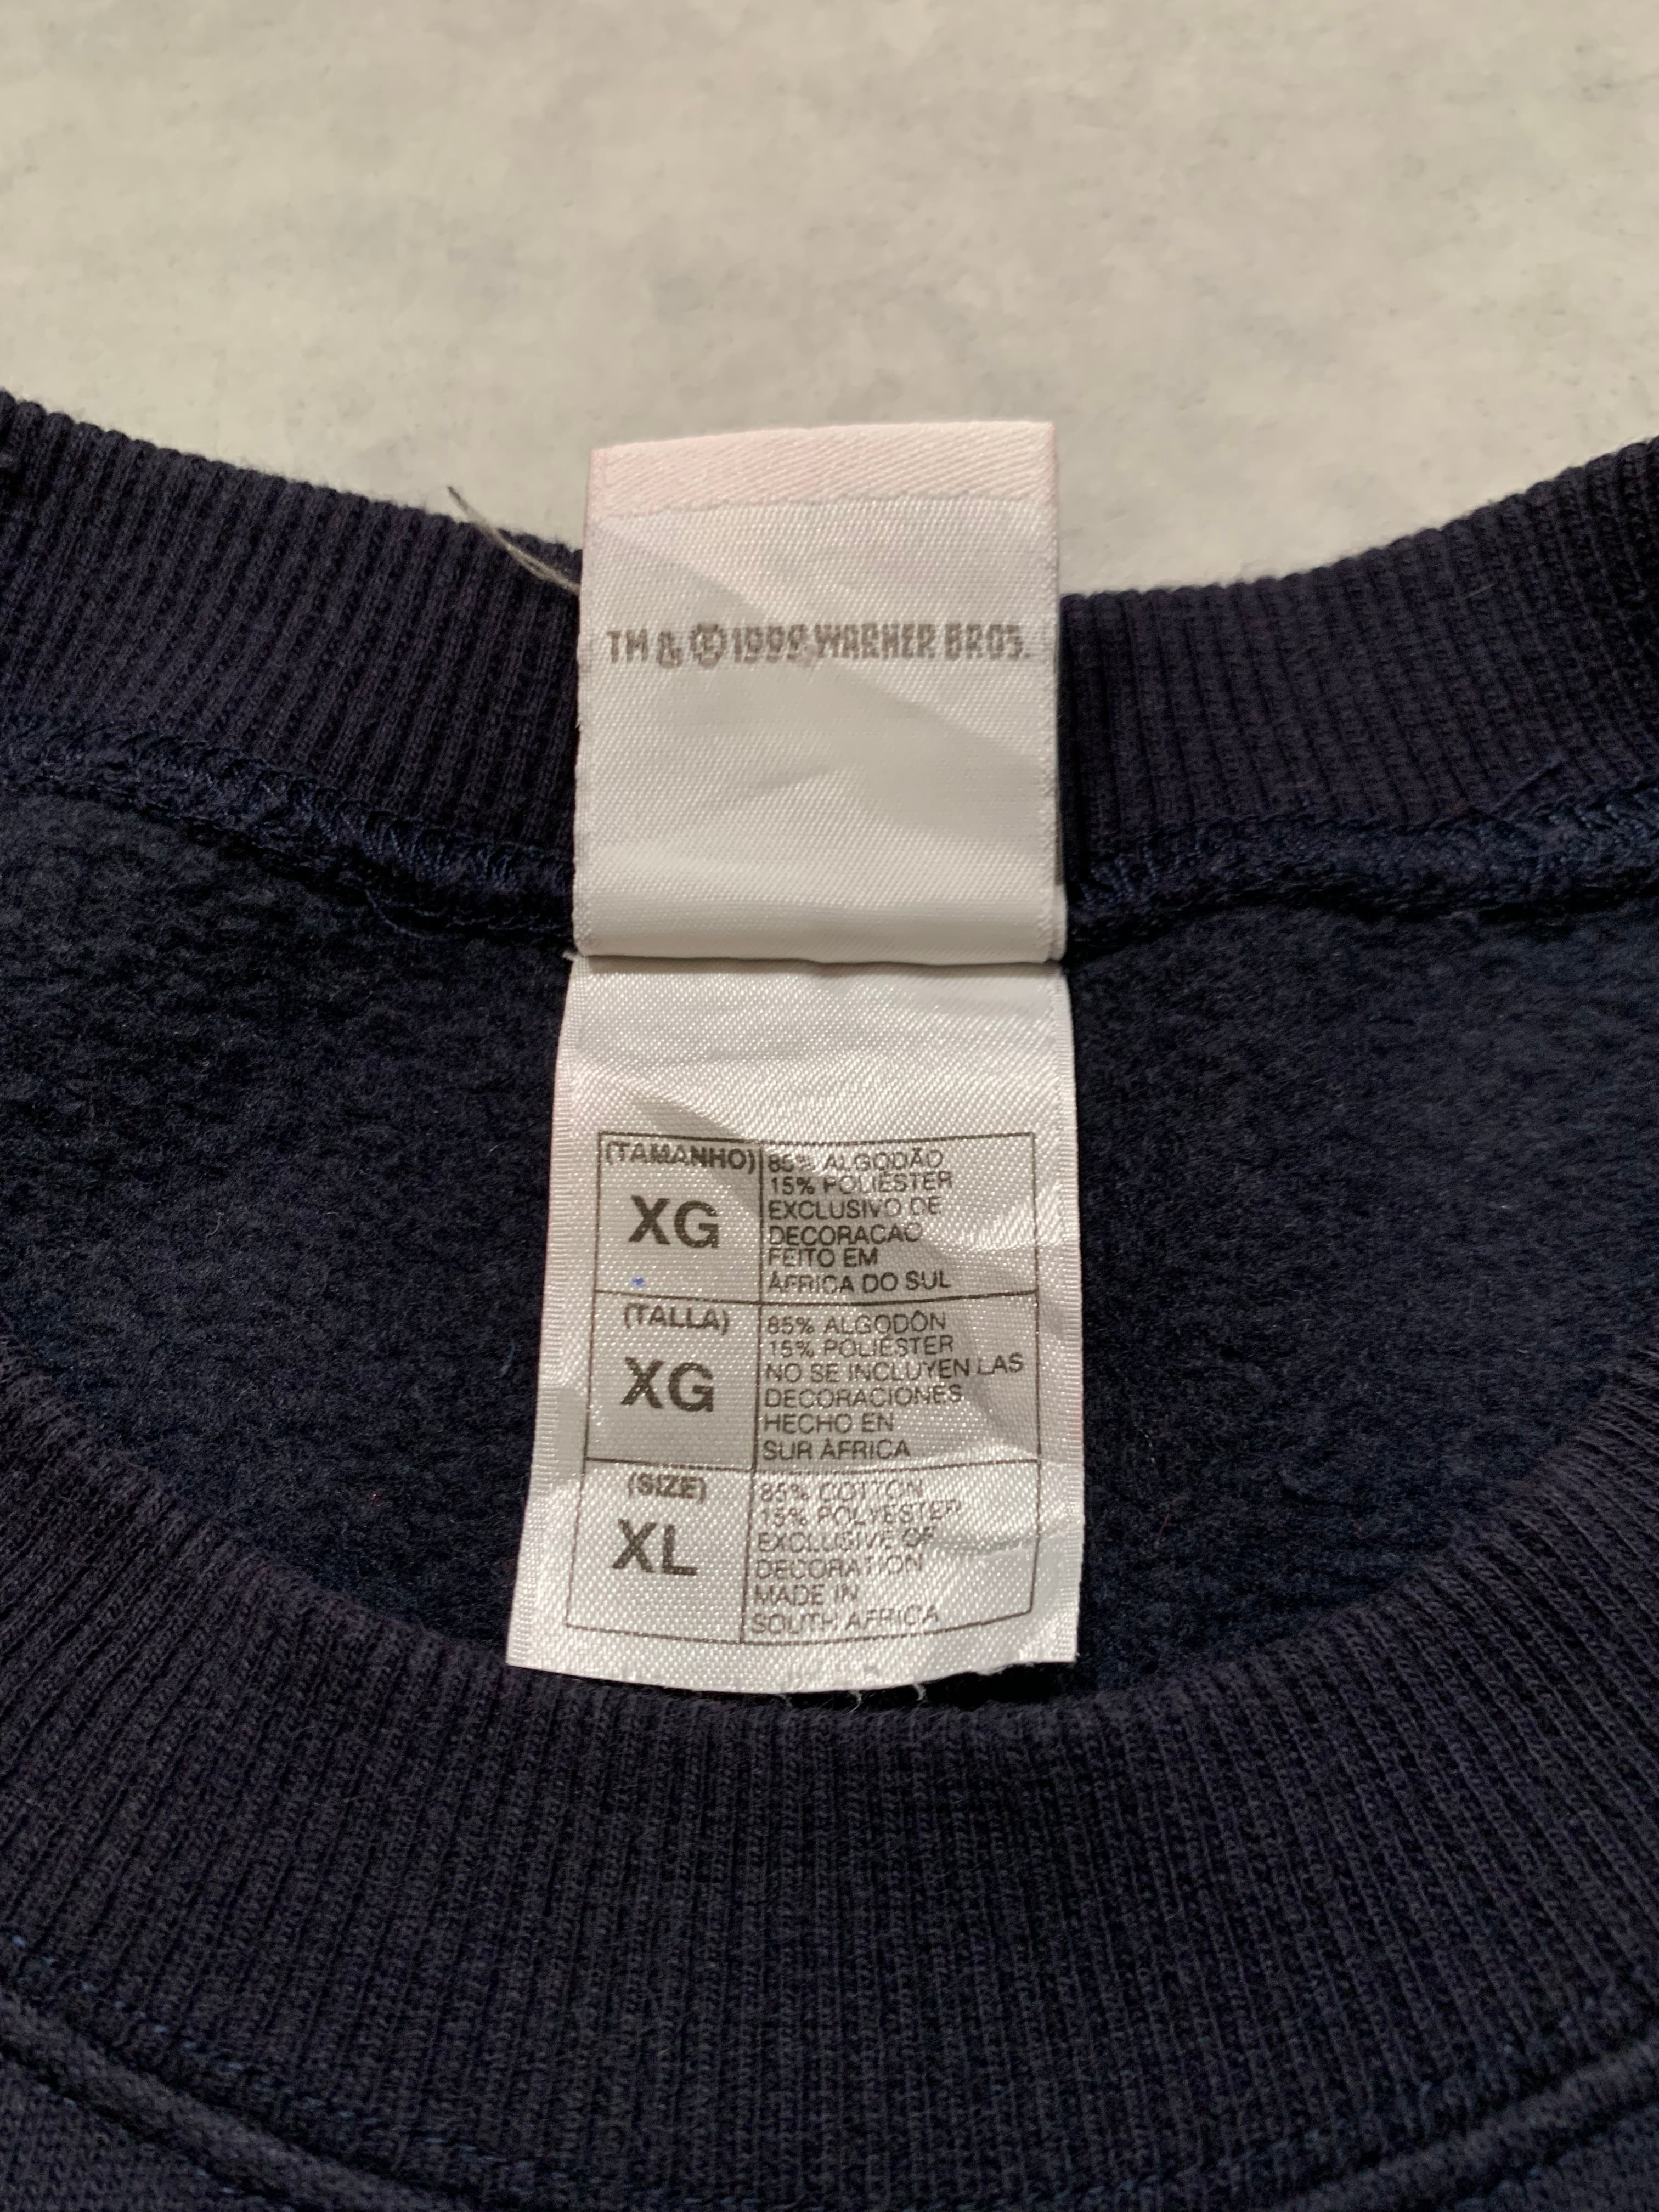 TM & © 1999 WARNER BROS.
(TAMANHO)
XG
85% ALGODÃO
15% POLIÉSTER
EXCLUSIVO DE
DECORACAO
FEITO EM
ÁFRICA DO SUL
(TALLA)
XG
85% ALGODÓN
15% POLIÉSTER
NO SE INCLUYEN LAS
DECORACIONES
HECHO EN
SUR ÁFRICA
(SIZE)
XL
85% COTTON
15% POLYESTER
EXCLUSIVE OF
DECORATION
MADE IN
SOUTH AFRICA